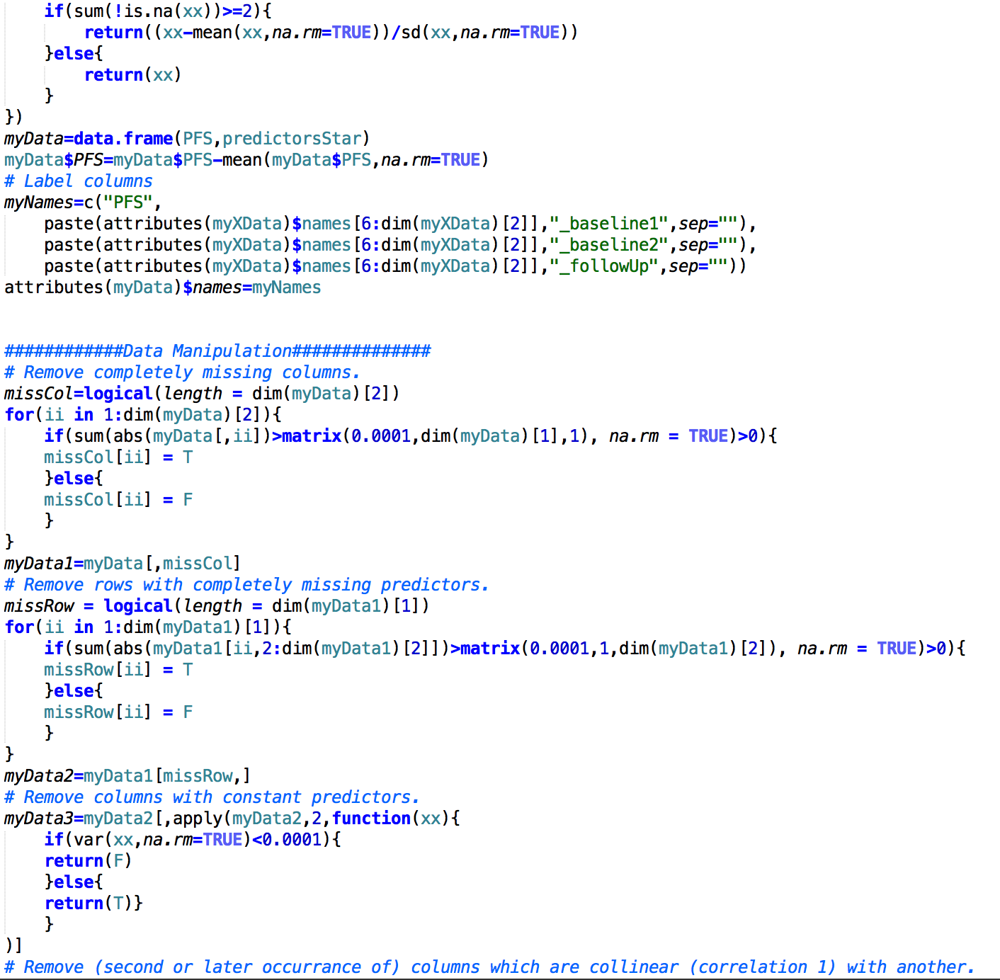 if(sum(!is.na(xx))>=2){
        return((xx-mean(xx,na.rm=TRUE))/sd(xx,na.rm=TRUE))
    }else{
        return(xx)
    }
})
myData=data.frame(PFS,predictorsStar)
myData$PFS=myData$PFS-mean(myData$PFS,na.rm=TRUE)
# Label columns
myNames=c("PFS",
    paste(attributes(myXData)$names[6:dim(myXData)[2]],"_baseline1",sep=""),
    paste(attributes(myXData)$names[6:dim(myXData)[2]],"_baseline2",sep=""),
    paste(attributes(myXData)$names[6:dim(myXData)[2]],"_followUp",sep=""))
attributes(myData)$names=myNames
############Data Manipulation##############
# Remove completely missing columns.
missCol=logical(length = dim(myData)[2])
for(ii in 1:dim(myData)[2]){
    if(sum(abs(myData[,ii])>matrix(0.0001,dim(myData)[1],1), na.rm = TRUE)>0){
    missCol[ii] = T
    }else{
    missCol[ii] = F
    }
}
myData1=myData[,missCol]
# Remove rows with completely missing predictors.
missRow = logical(length = dim(myData1)[1])
for(ii in 1:dim(myData1)[1]){
    if(sum(abs(myData1[ii,2:dim(myData1)[2]])>matrix(0.0001,1,dim(myData1)[2]), na.rm = TRUE)>0){
    missRow[ii] = T
    }else{
    missRow[ii] = F
    }
}
myData2=myData1[missRow,]
# Remove columns with constant predictors.
myData3=myData2[,apply(myData2,2,function(xx){
    if(var(xx,na.rm=TRUE)<0.0001){
    return(F)
    }else{
    return(T)}
    }
)]
# Remove (second or later occurrance of) columns which are collinear (correlation 1) with another.